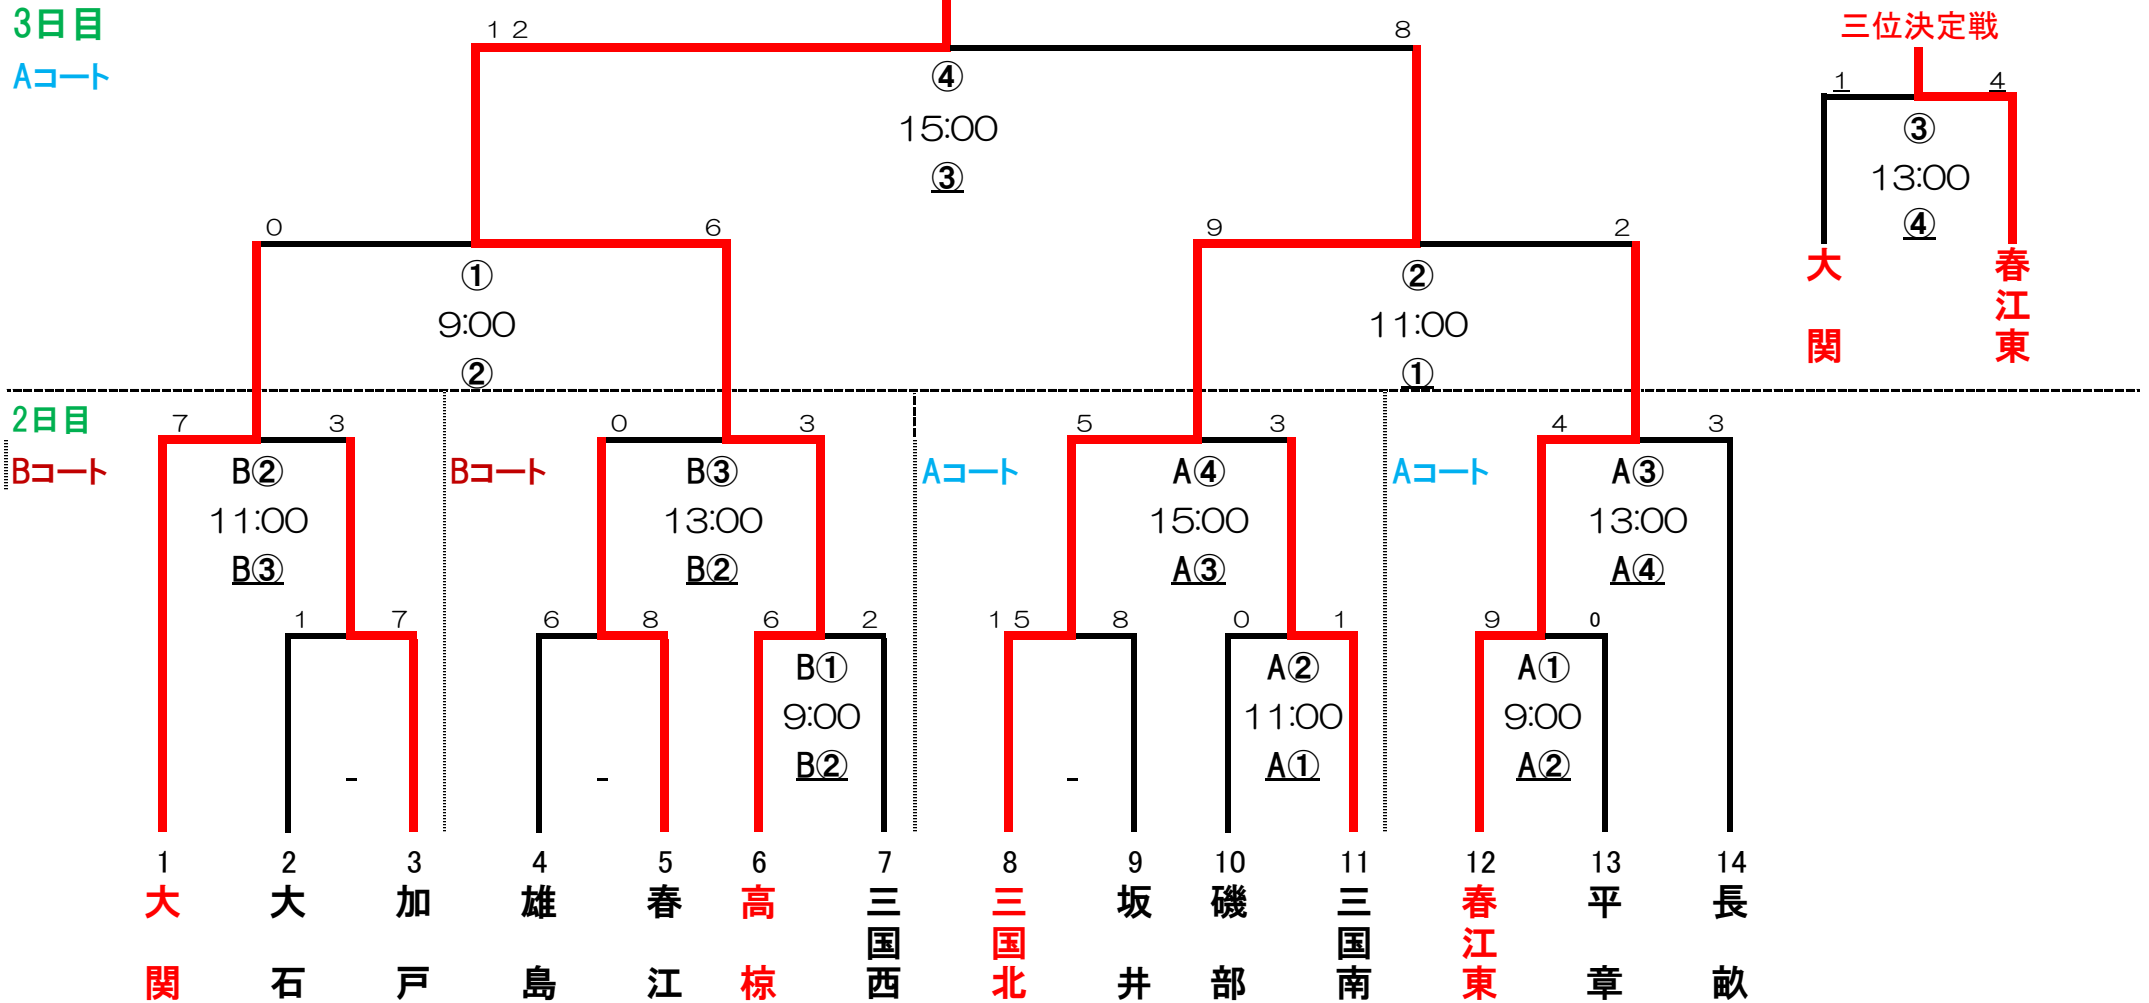 3日目
１２
８
三位決定戦
Aコート
④
15:00
③
1
4
③
13:00
④
大関
春江東
0
6
①
9:00
②
9
2
②
11:00
①
2日目
7
3
0
3
5
3
4
3
Bコート
B②
11:00
B③
Bコート
B③
13:00
B②
Aコート
A④
15:00
A③
Aコート
A③
13:00
A④
1
7
6
8
6
2
１５
8
0
1
9
0
B①
9:00
B②
A②
11:00
A①
A①
9:00
A②
-
-
-
1
2
3
4
5
6
7
8
9
10
11
12
13
14
大関
大石
加戸
雄島
春江
高椋
三国西
三国北
坂井
磯部
三国南
春江東
平章
長畝